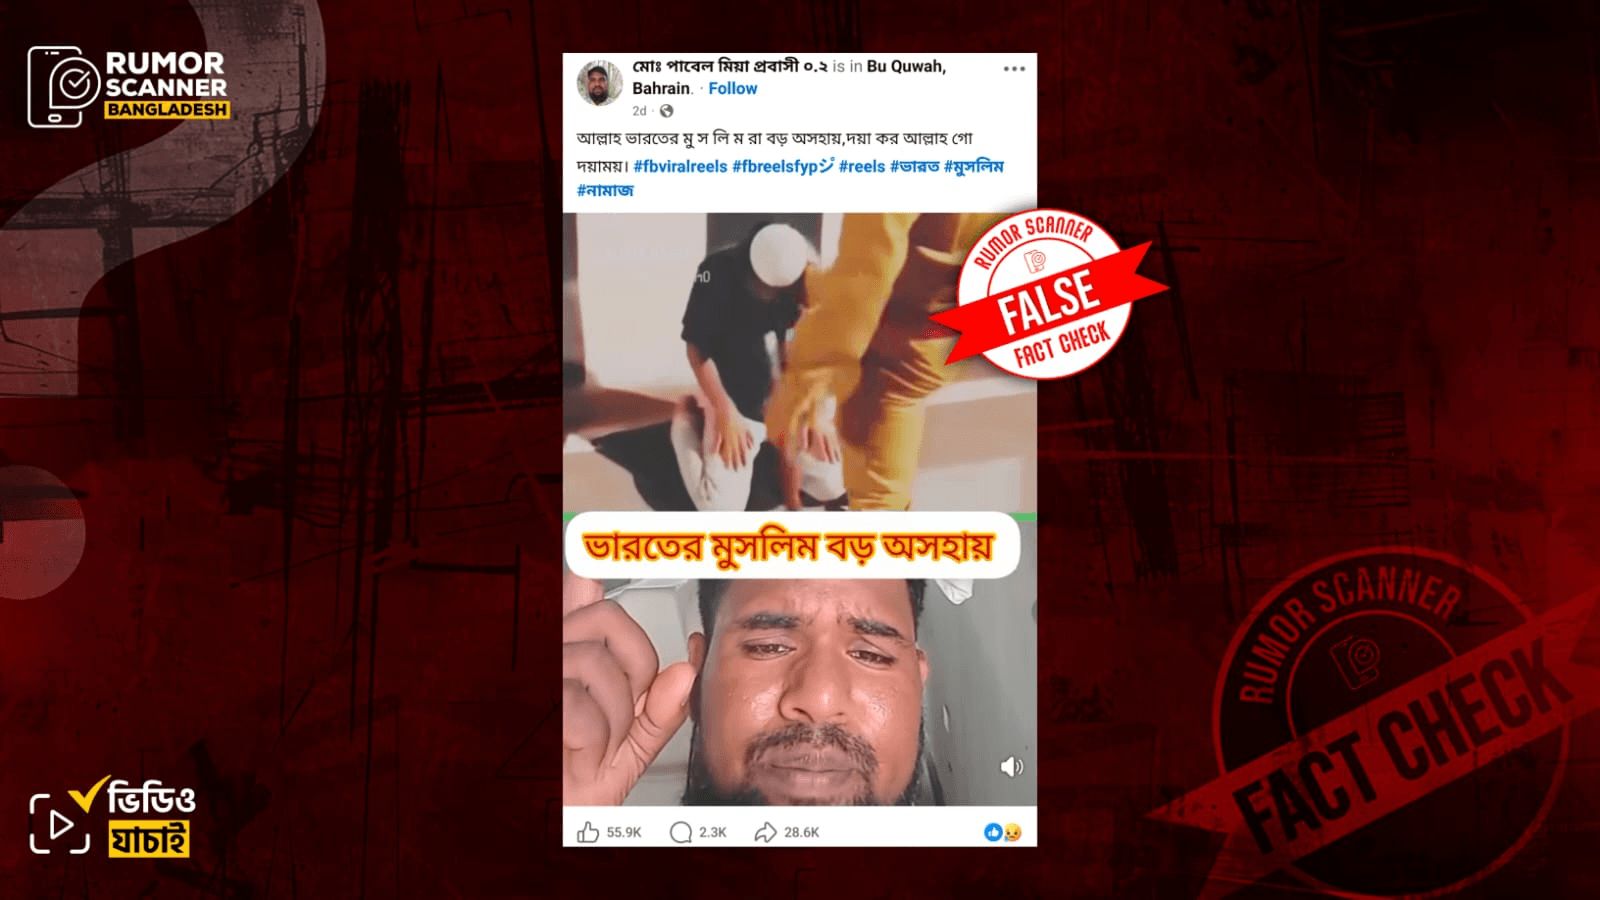 RUMOR
SCANNER
BANGLADESH
মোঃ পাবেল মিয়া প্রবাসী ০.২ is in Bu Quwah,
Bahrain. · Follow
2d ·
আল্লাহ ভারতের মু স লি ম রা বড় অসহায়,দয়া কর আল্লাহ গো
দয়াময়। #fbviralreels #fbreelsfypシ゚ #reels #ভারত #মুসলিম
#নামাজ
RUMOR SCANNER
FALSE
FACT CHECK
ভারতের মুসলিম বড় অসহায়
55.9K 2.3K 28.6K
ভিডিও
যাচাই
RUMOR SCANNER
FACT CHECK